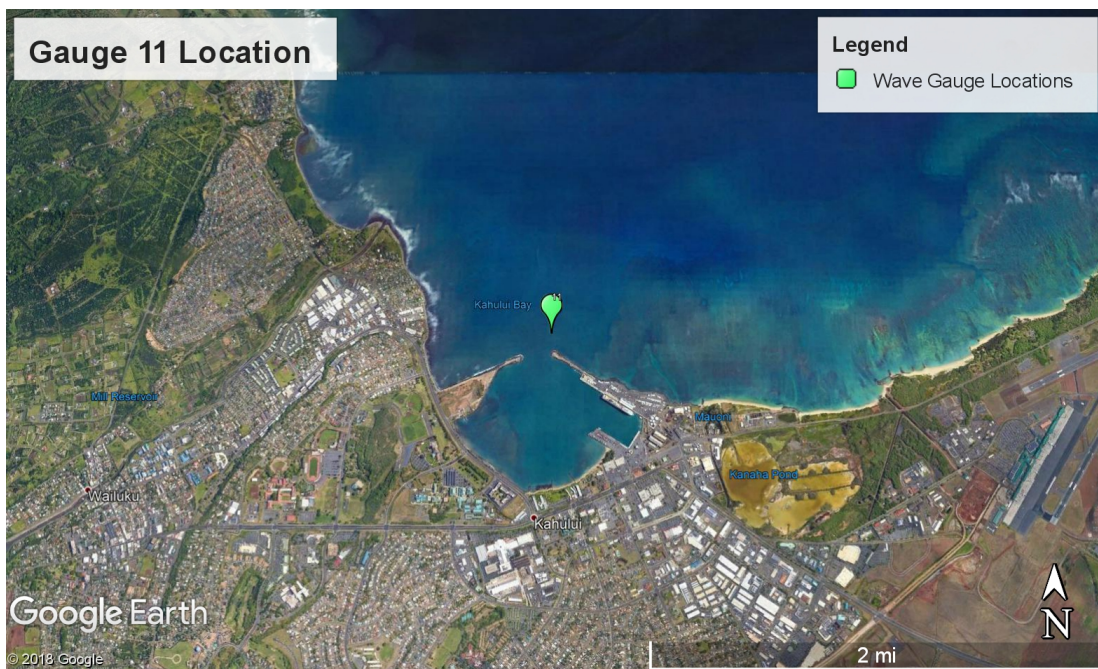 Gauge 11 Location
Legend
Wave Gauge Locations
11
Kahului Bay
Mill Reservoir
Kanaha Pond
Wailuku
Kahului
Google Earth
N
© 2018 Google
2 mi